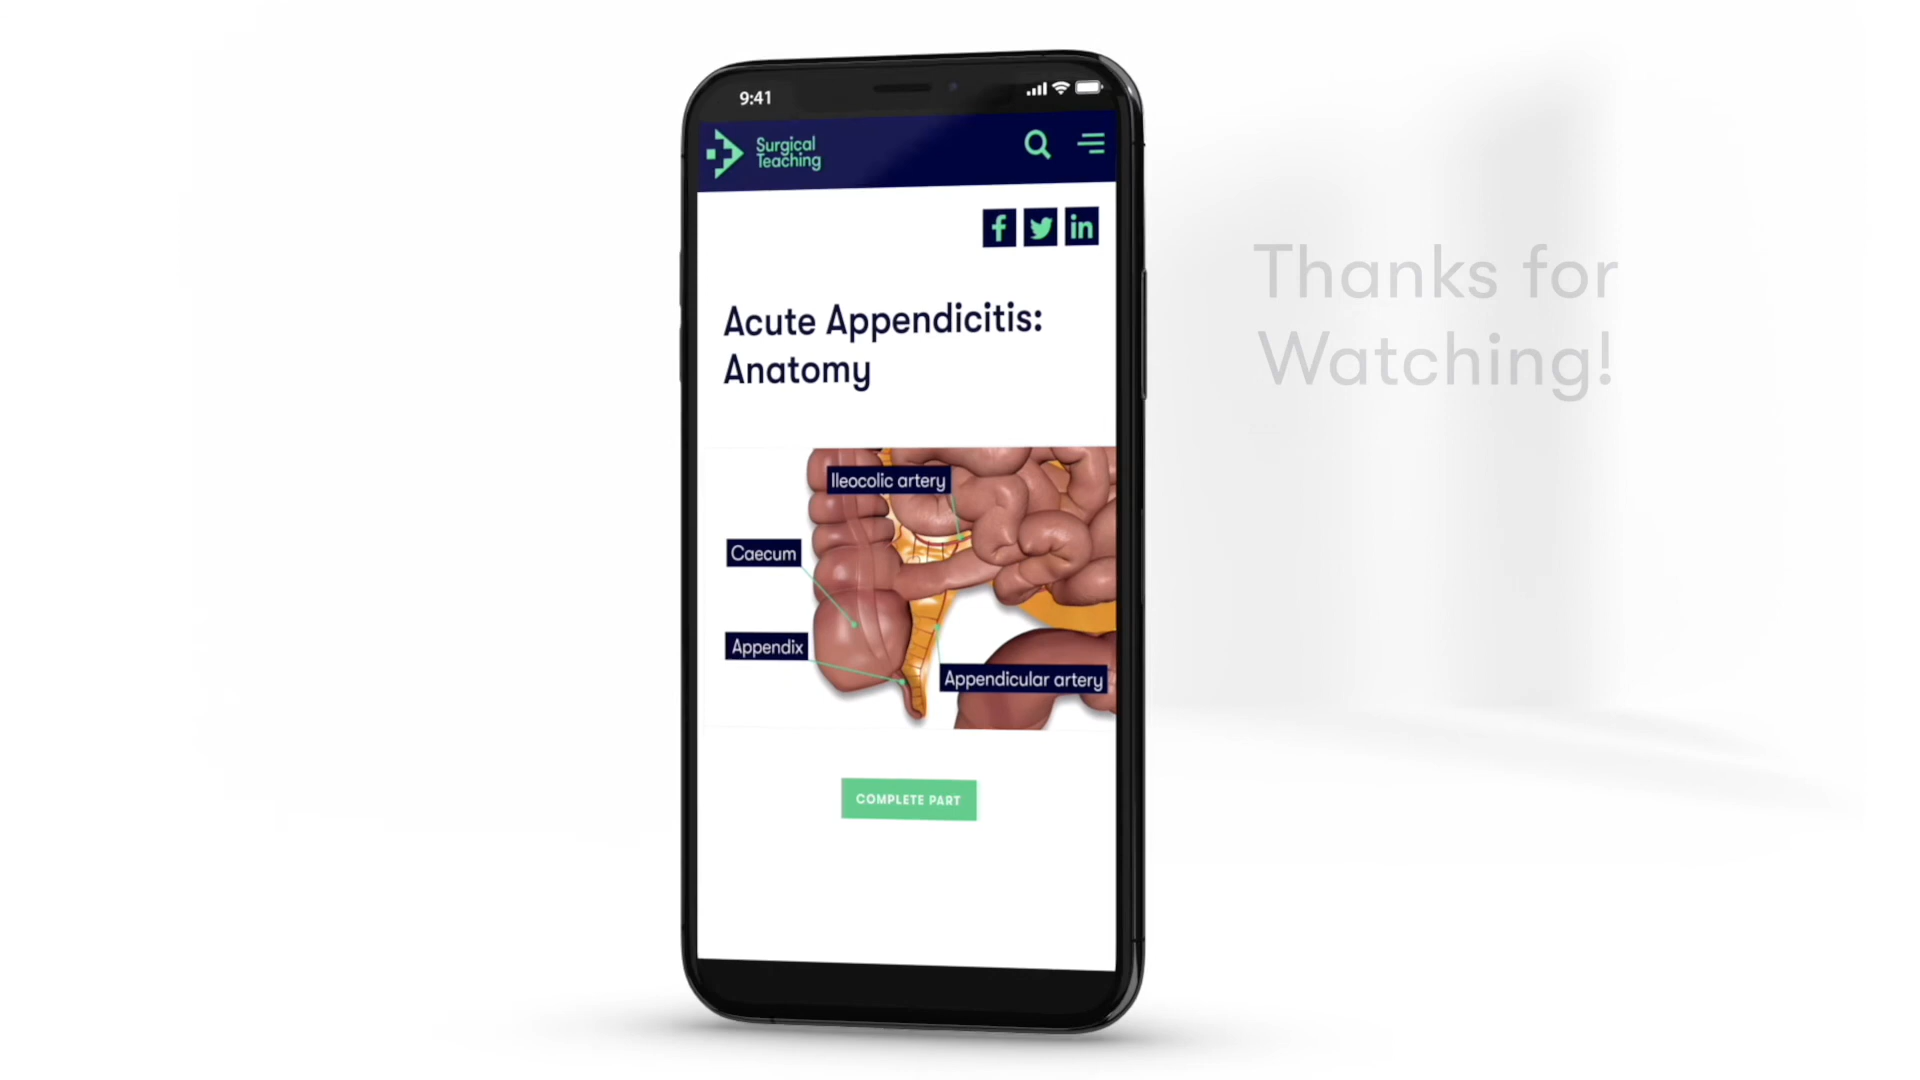 9:41
Surgical
Teaching
Acute Appendicitis:
Anatomy
Ileocolic artery
Caecum
Appendix
Appendicular artery
COMPLETE PART
Thanks for
Watching!